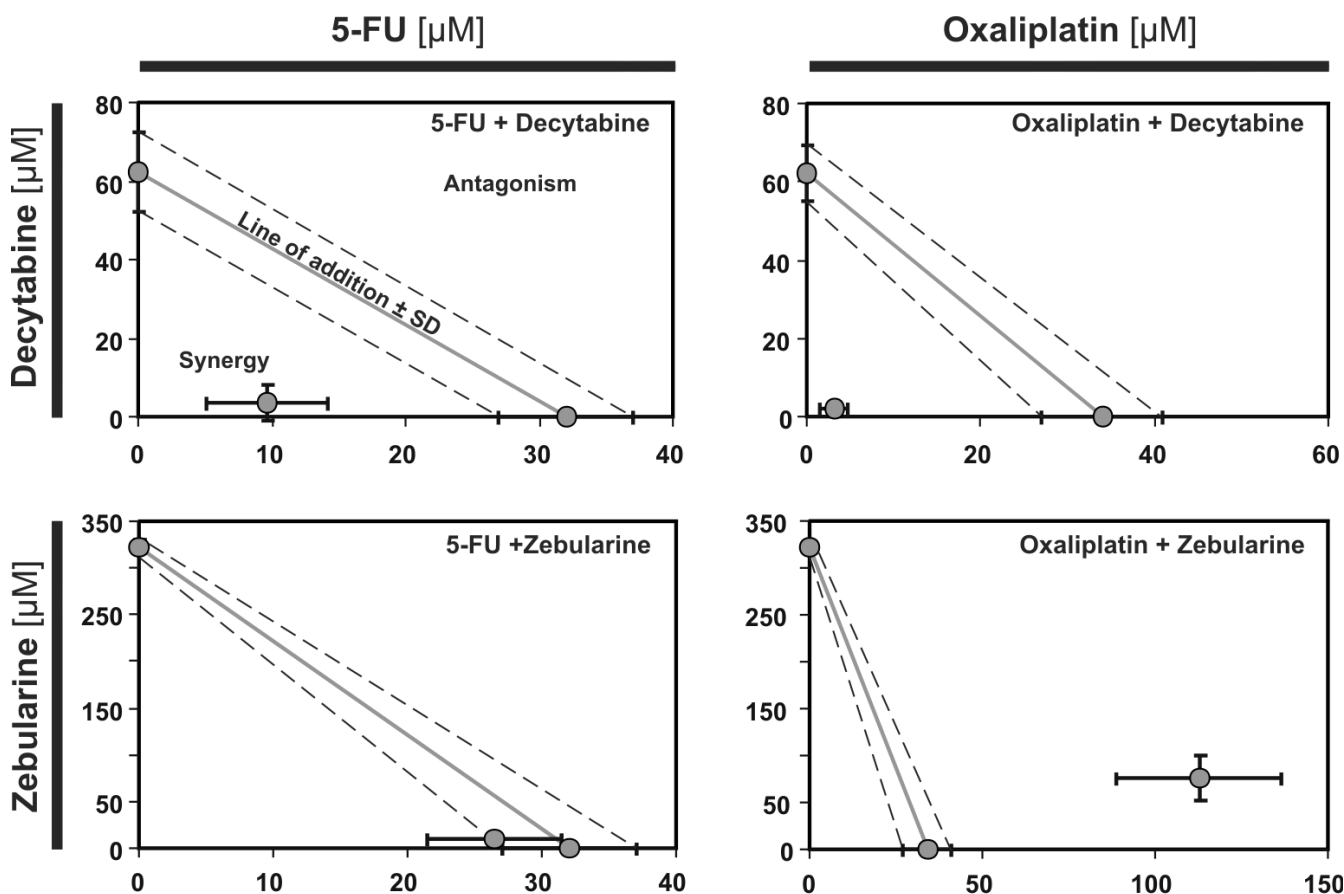 5-FU [µM]
Oxaliplatin [µM]
Decytabine [µM]
80
60
40
20
0
5-FU + Decytabine
Antagonism
Line of addition ± SD
Synergy
0 10 20 30 40
80
60
40
20
0
Oxaliplatin + Decytabine
0 20 40 60
Zebularine [µM]
350
250
150
50
0
5-FU +Zebularine
0 10 20 30 40
350
250
150
50
0
Oxaliplatin + Zebularine
0 50 100 150